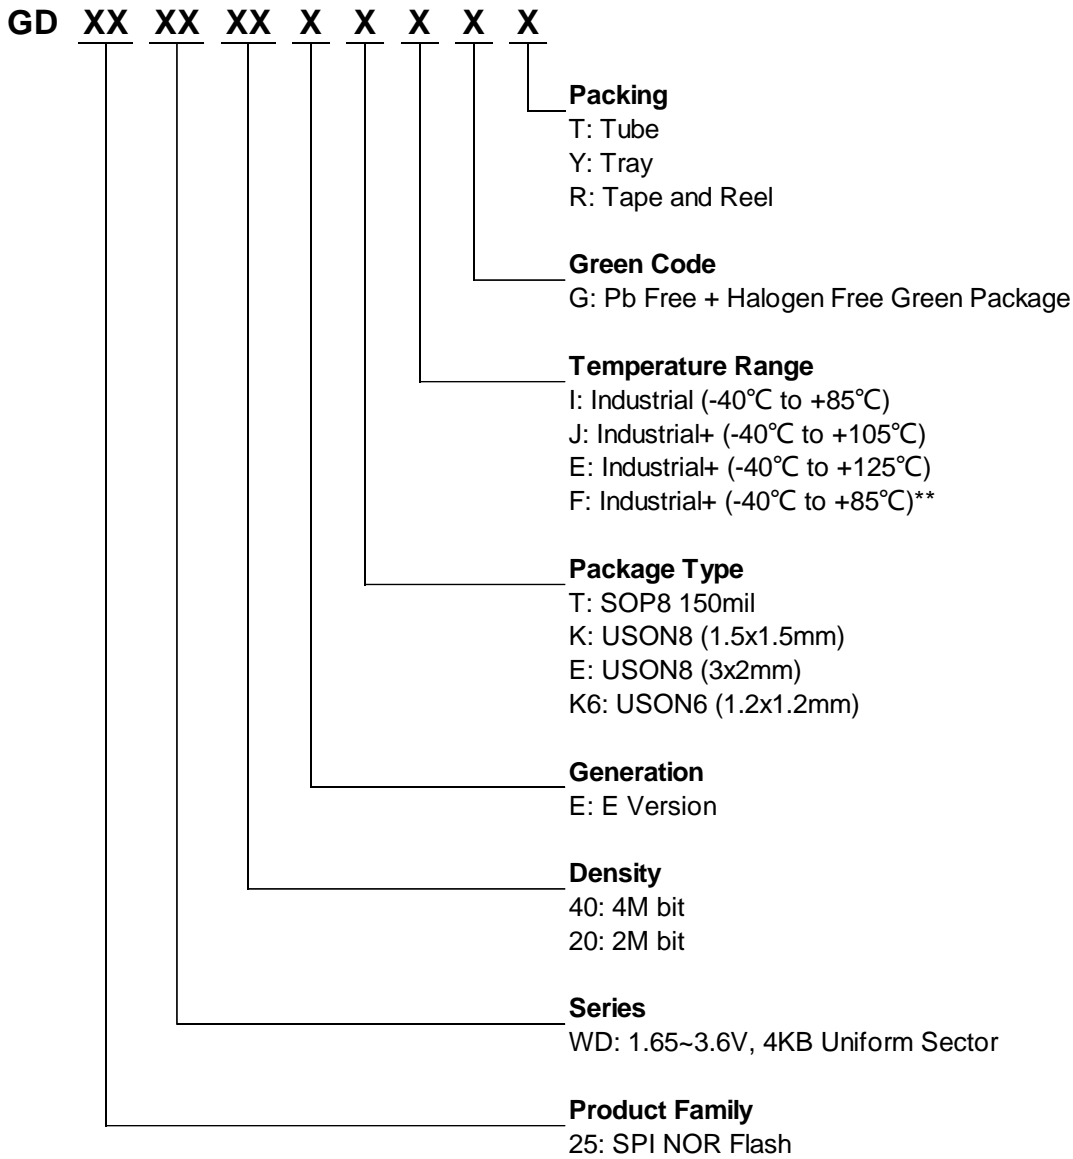 GD XX XX XX X X X X X
Packing
T: Tube
Y: Tray
R: Tape and Reel
Green Code
G: Pb Free + Halogen Free Green Package
Temperature Range
I: Industrial (-40℃ to +85℃)
J: Industrial+ (-40℃ to +105℃)
E: Industrial+ (-40℃ to +125℃)
F: Industrial+ (-40℃ to +85℃)**
Package Type
T: SOP8 150mil
K: USON8 (1.5x1.5mm)
E: USON8 (3x2mm)
K6: USON6 (1.2x1.2mm)
Generation
E: E Version
Density
40: 4M bit
20: 2M bit
Series
WD: 1.65~3.6V, 4KB Uniform Sector
Product Family
25: SPI NOR Flash